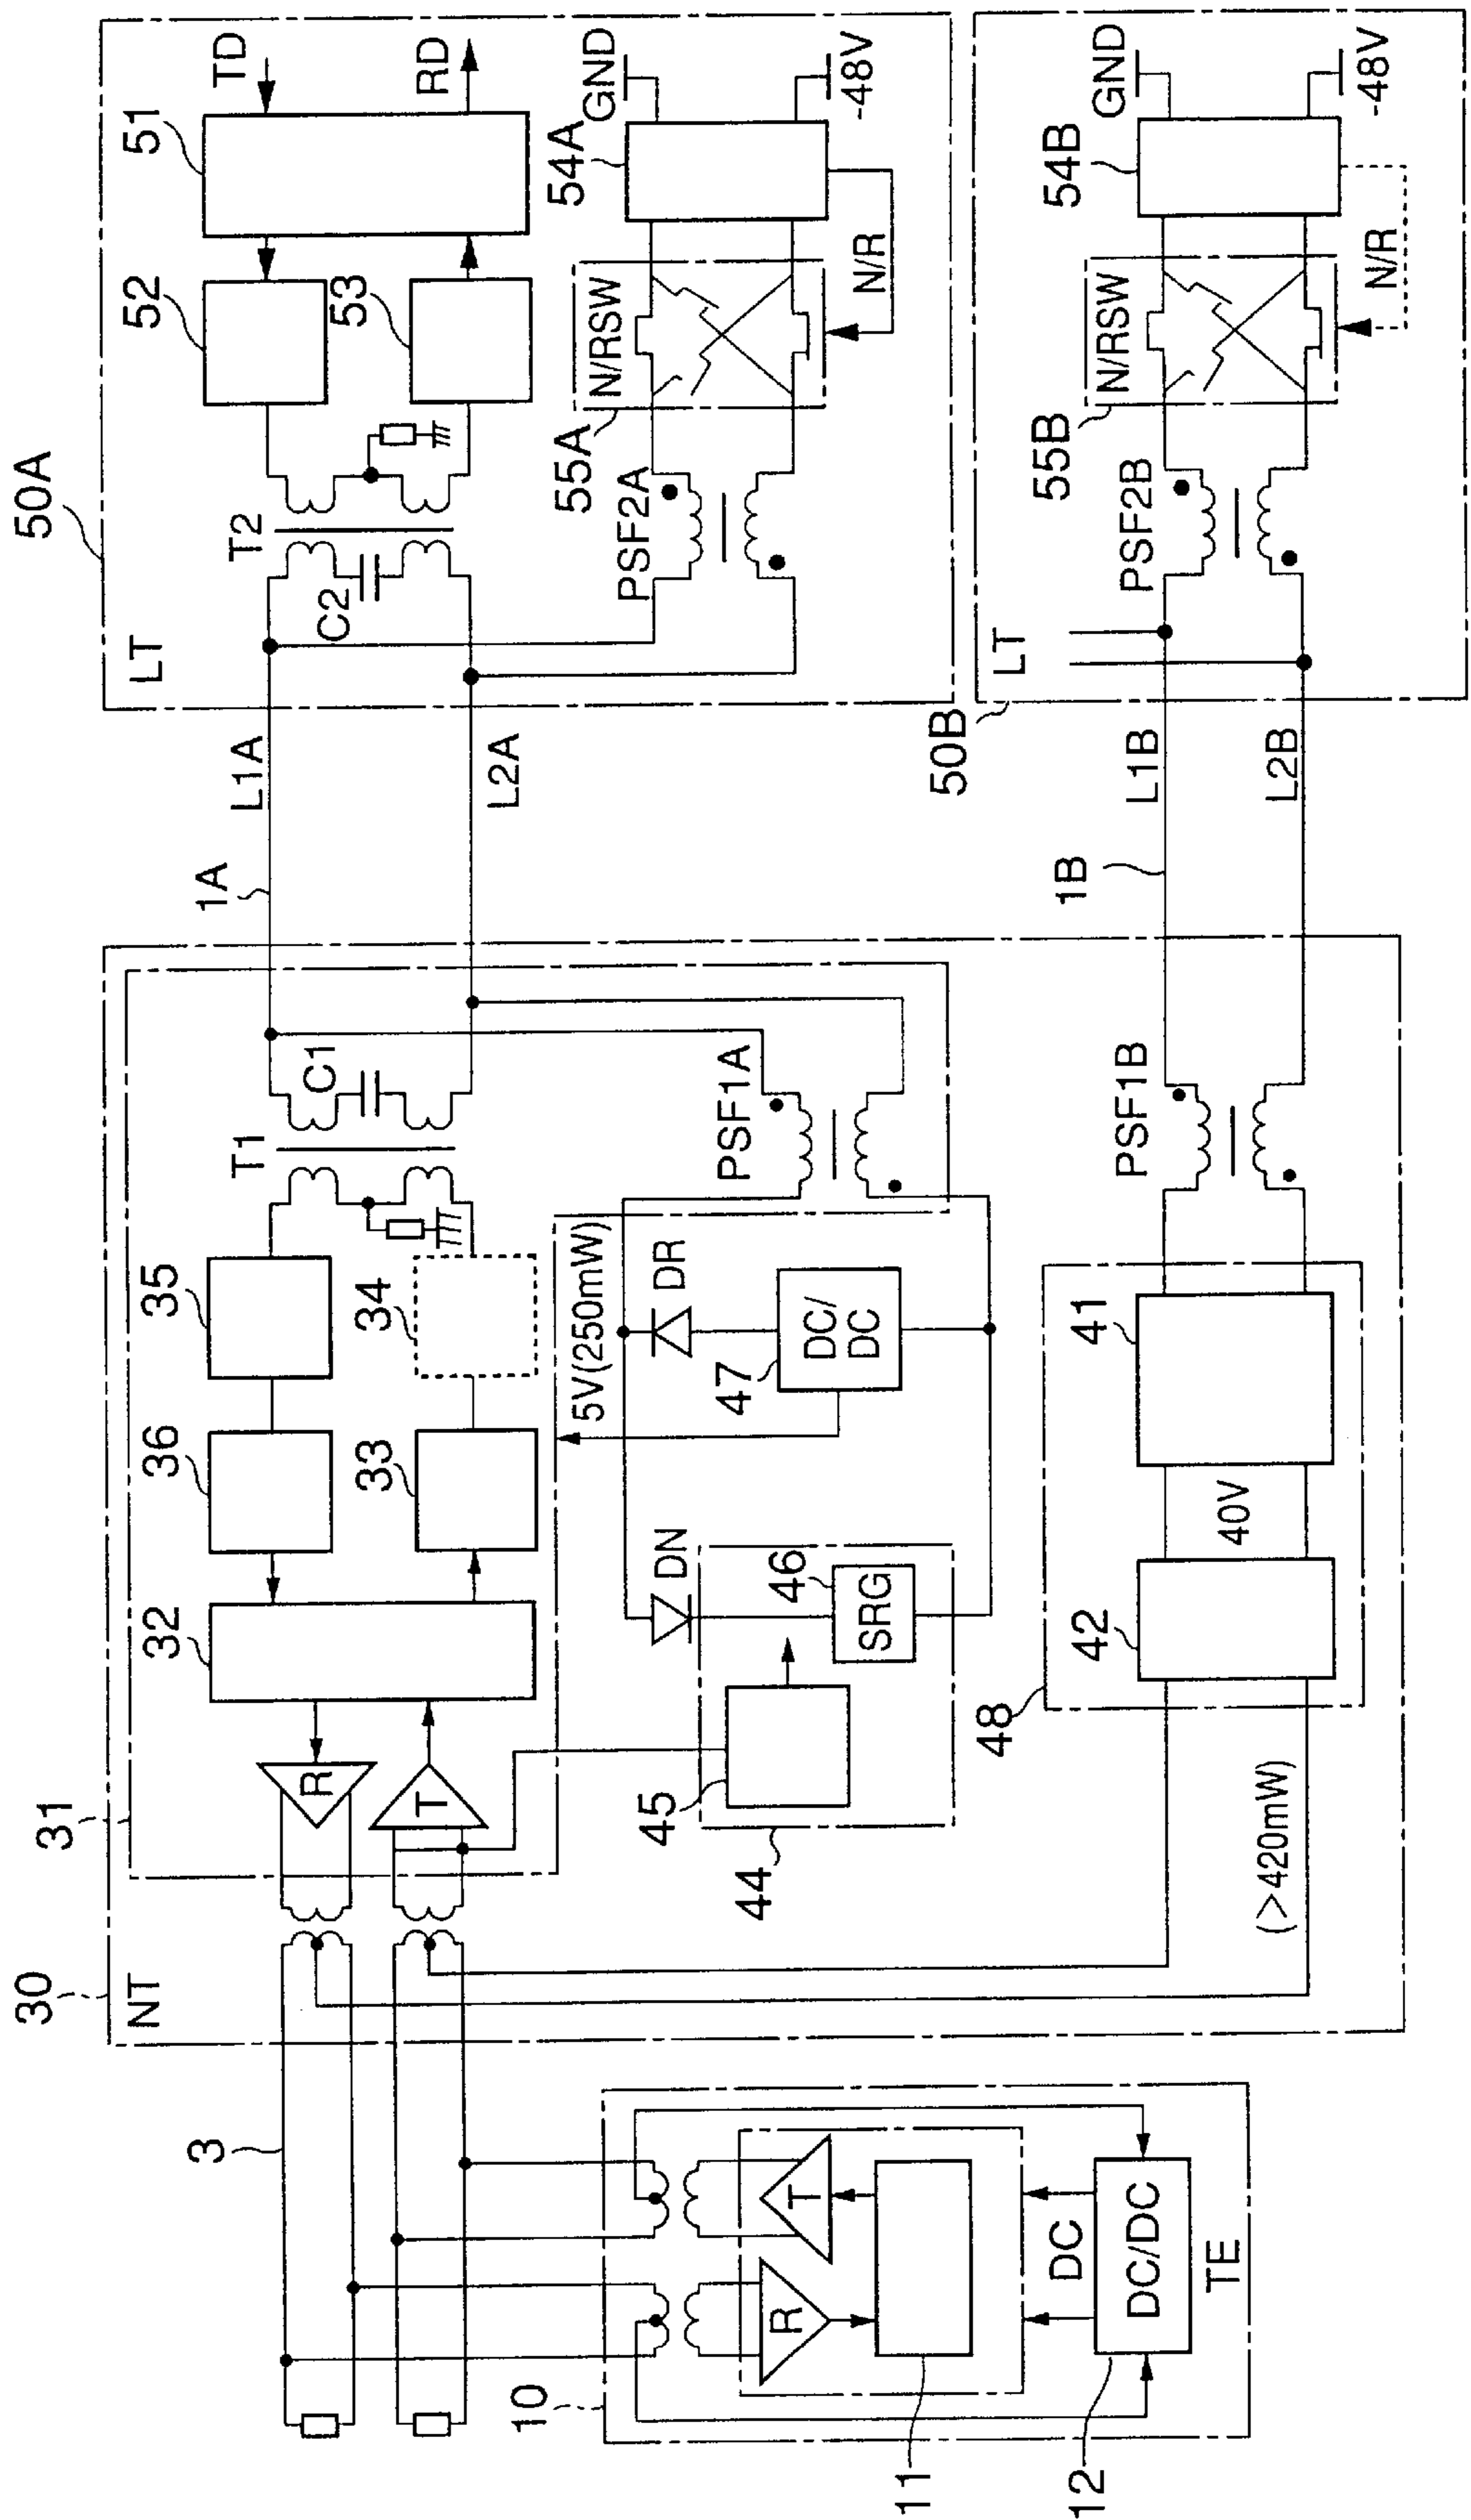 50A
LT
T2
C2
52
51
TD
53
RD
PSF2A
55A
N/RSW
54A
GND
-48V
N/R
1A
L1A
L2A
50B
LT
PSF2B
55B
N/RSW
54B
GND
-48V
N/R
1B
L1B
L2B
30
NT
31
R
T
32
36
35
33
34
T1
C1
5V(250mW)
PSF1A
DN
DR
45
44
46
SRG
47
DC/
DC
48
42
41
40V
PSF1B
(>420mW)
3
10
R
T
11
DC
12
DC/DC
TE